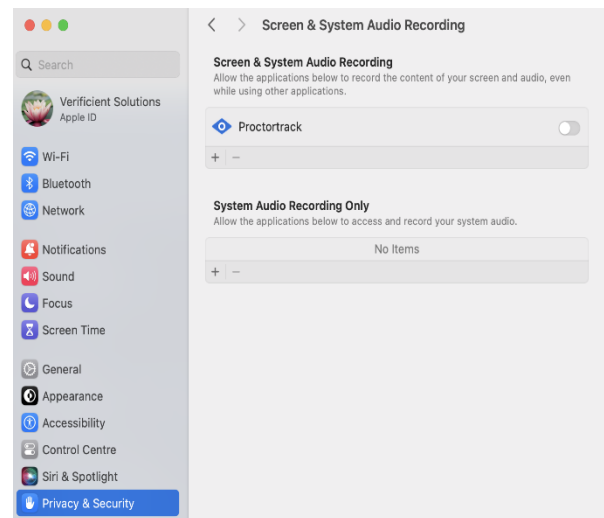 Screen & System Audio Recording
Search
Verificient Solutions
Apple ID
Wi-Fi
Bluetooth
Network
Notifications
Sound
Focus
Screen Time
General
Appearance
Accessibility
Control Centre
Siri & Spotlight
Privacy & Security
Screen & System Audio Recording
Allow the applications below to record the content of your screen and audio, even
while using other applications.
Proctortrack
+ −
System Audio Recording Only
Allow the applications below to access and record your system audio.
No Items
+ −